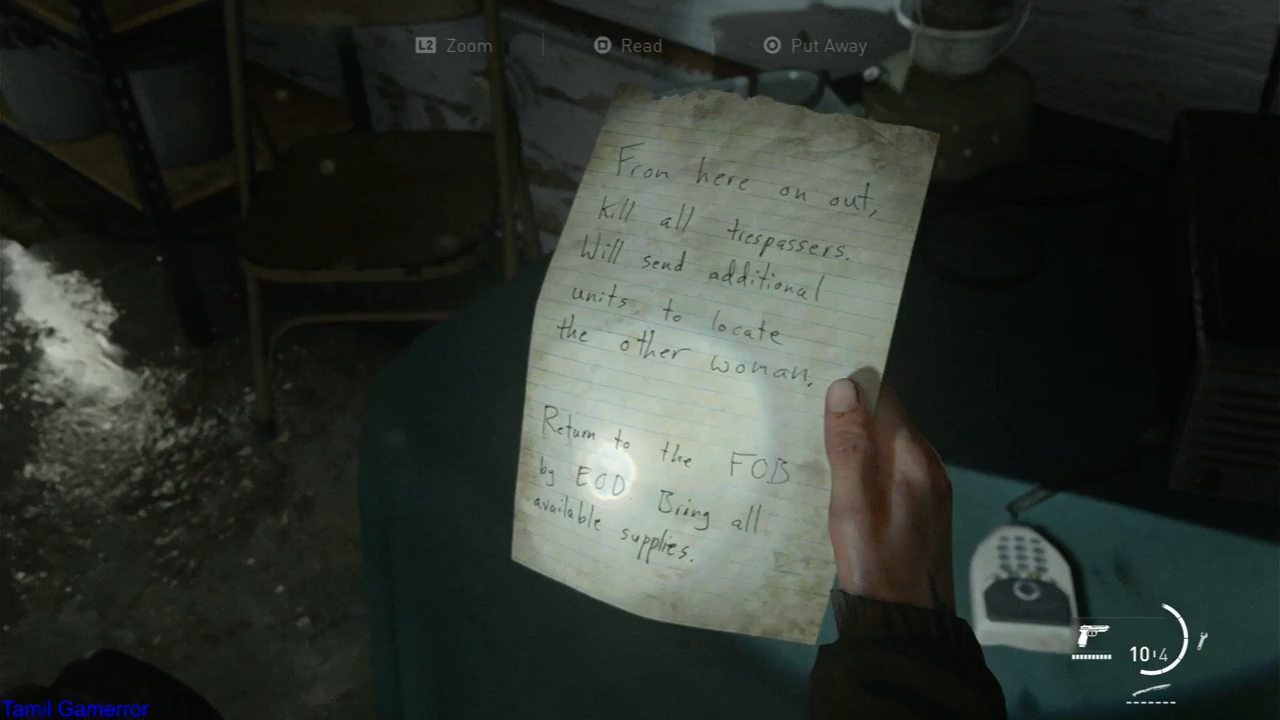 L2 Zoom
Read
Put Away
From here on out,
kill all trespassers.
Will send additional
units to locate
the other woman.
Return to the FOB
by EOD. Bring all
available supplies.
10 4
Tamil Gamerror